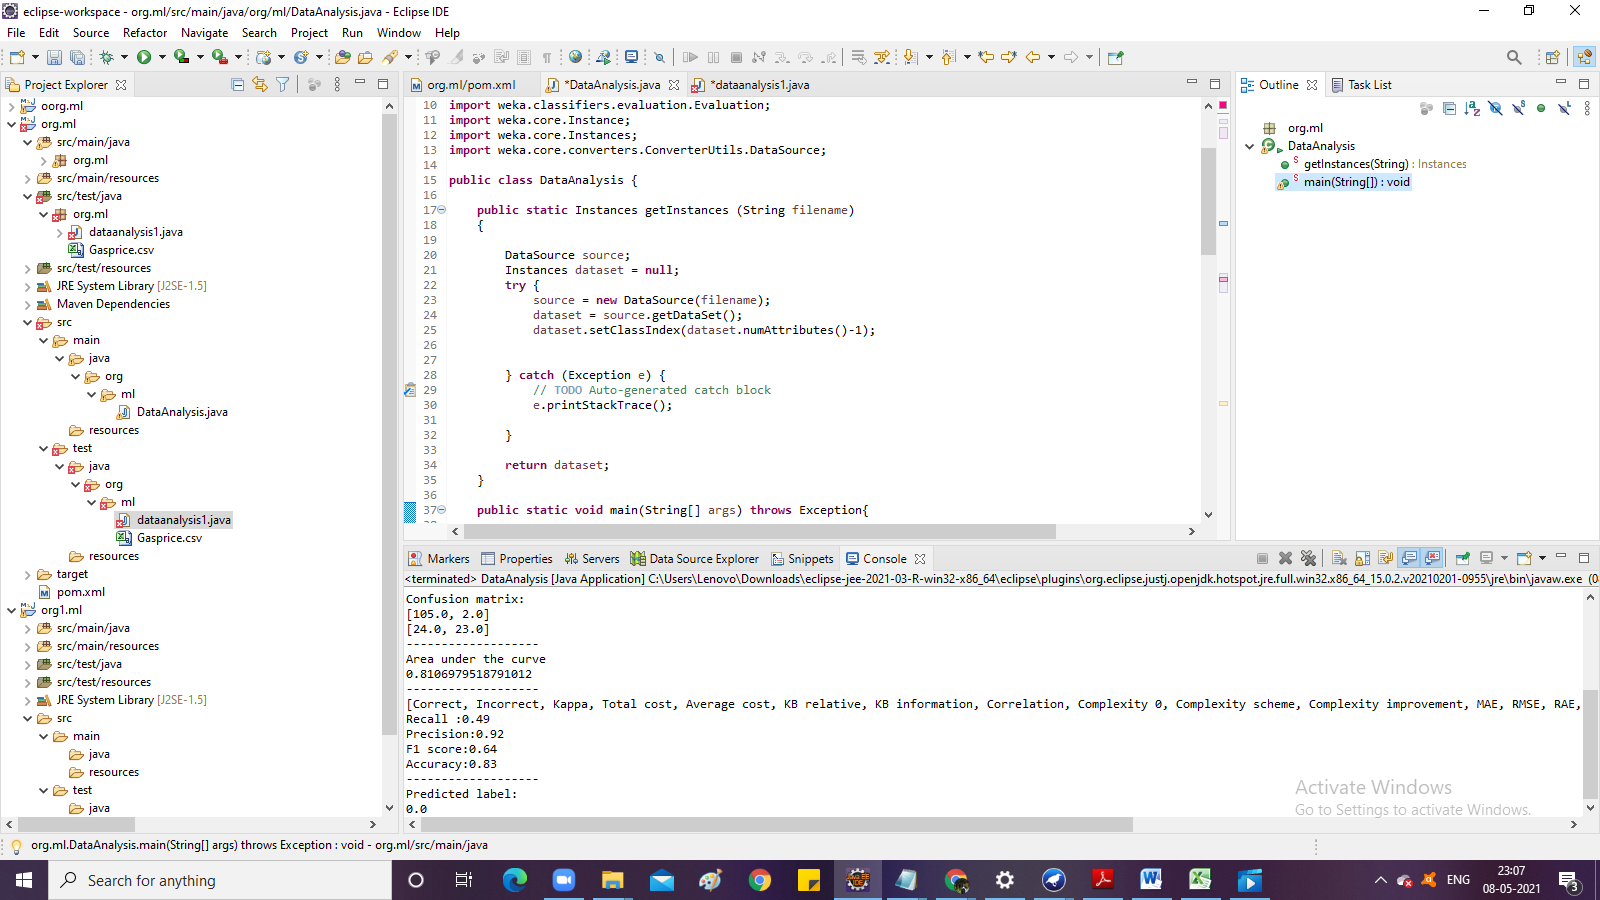 eclipse-workspace - org.ml/src/main/java/org/ml/DataAnalysis.java - Eclipse IDE
File Edit Source Refactor Navigate Search Project Run Window Help
Project Explorer
oorg.ml
org.ml
src/main/java
org.ml
src/main/resources
src/test/java
org.ml
dataanalysis1.java
Gasprice.csv
src/test/resources
JRE System Library [J2SE-1.5]
Maven Dependencies
src
main
java
org
ml
DataAnalysis.java
resources
test
java
org
ml
dataanalysis1.java
Gasprice.csv
resources
target
pom.xml
org1.ml
src/main/java
src/main/resources
src/test/java
src/test/resources
JRE System Library [J2SE-1.5]
src
main
java
resources
test
java
org.ml/pom.xml *DataAnalysis.java *dataanalysis1.java
10 import weka.classifiers.evaluation.Evaluation;
11 import weka.core.Instance;
12 import weka.core.Instances;
13 import weka.core.converters.ConverterUtils.DataSource;
14
15 public class DataAnalysis {
16
17 public static Instances getInstances (String filename)
18 {
19
20 DataSource source;
21 Instances dataset = null;
22 try {
23 source = new DataSource(filename);
24 dataset = source.getDataSet();
25 dataset.setClassIndex(dataset.numAttributes()-1);
26
27
28 } catch (Exception e) {
29 // TODO Auto-generated catch block
30 e.printStackTrace();
31
32 }
33
34 return dataset;
35 }
36
37 public static void main(String[] args) throws Exception{
Outline Task List
org.ml
DataAnalysis
getInstances(String) : Instances
main(String[]) : void
Markers Properties Servers Data Source Explorer Snippets Console
<terminated> DataAnalysis [Java Application] C:\Users\Lenovo\Downloads\eclipse-jee-2021-03-R-win32-x86_64\eclipse\plugins\org.eclipse.justj.openjdk.hotspot.jre.full.win32.x86_64_15.0.2.v20210201-0955\jre\bin\javaw.exe (0
Confusion matrix:
[105.0, 2.0]
[24.0, 23.0]
-------------------
Area under the curve
0.8106979518791012
-------------------
[Correct, Incorrect, Kappa, Total cost, Average cost, KB relative, KB information, Correlation, Complexity 0, Complexity scheme, Complexity improvement, MAE, RMSE, RAE,
Recall :0.49
Precision:0.92
F1 score:0.64
Accuracy:0.83
-------------------
Predicted label:
0.0
Activate Windows
Go to Settings to activate Windows.
org.ml.DataAnalysis.main(String[] args) throws Exception : void - org.ml/src/main/java
Search for anything
ENG
23:07
08-05-2021
3